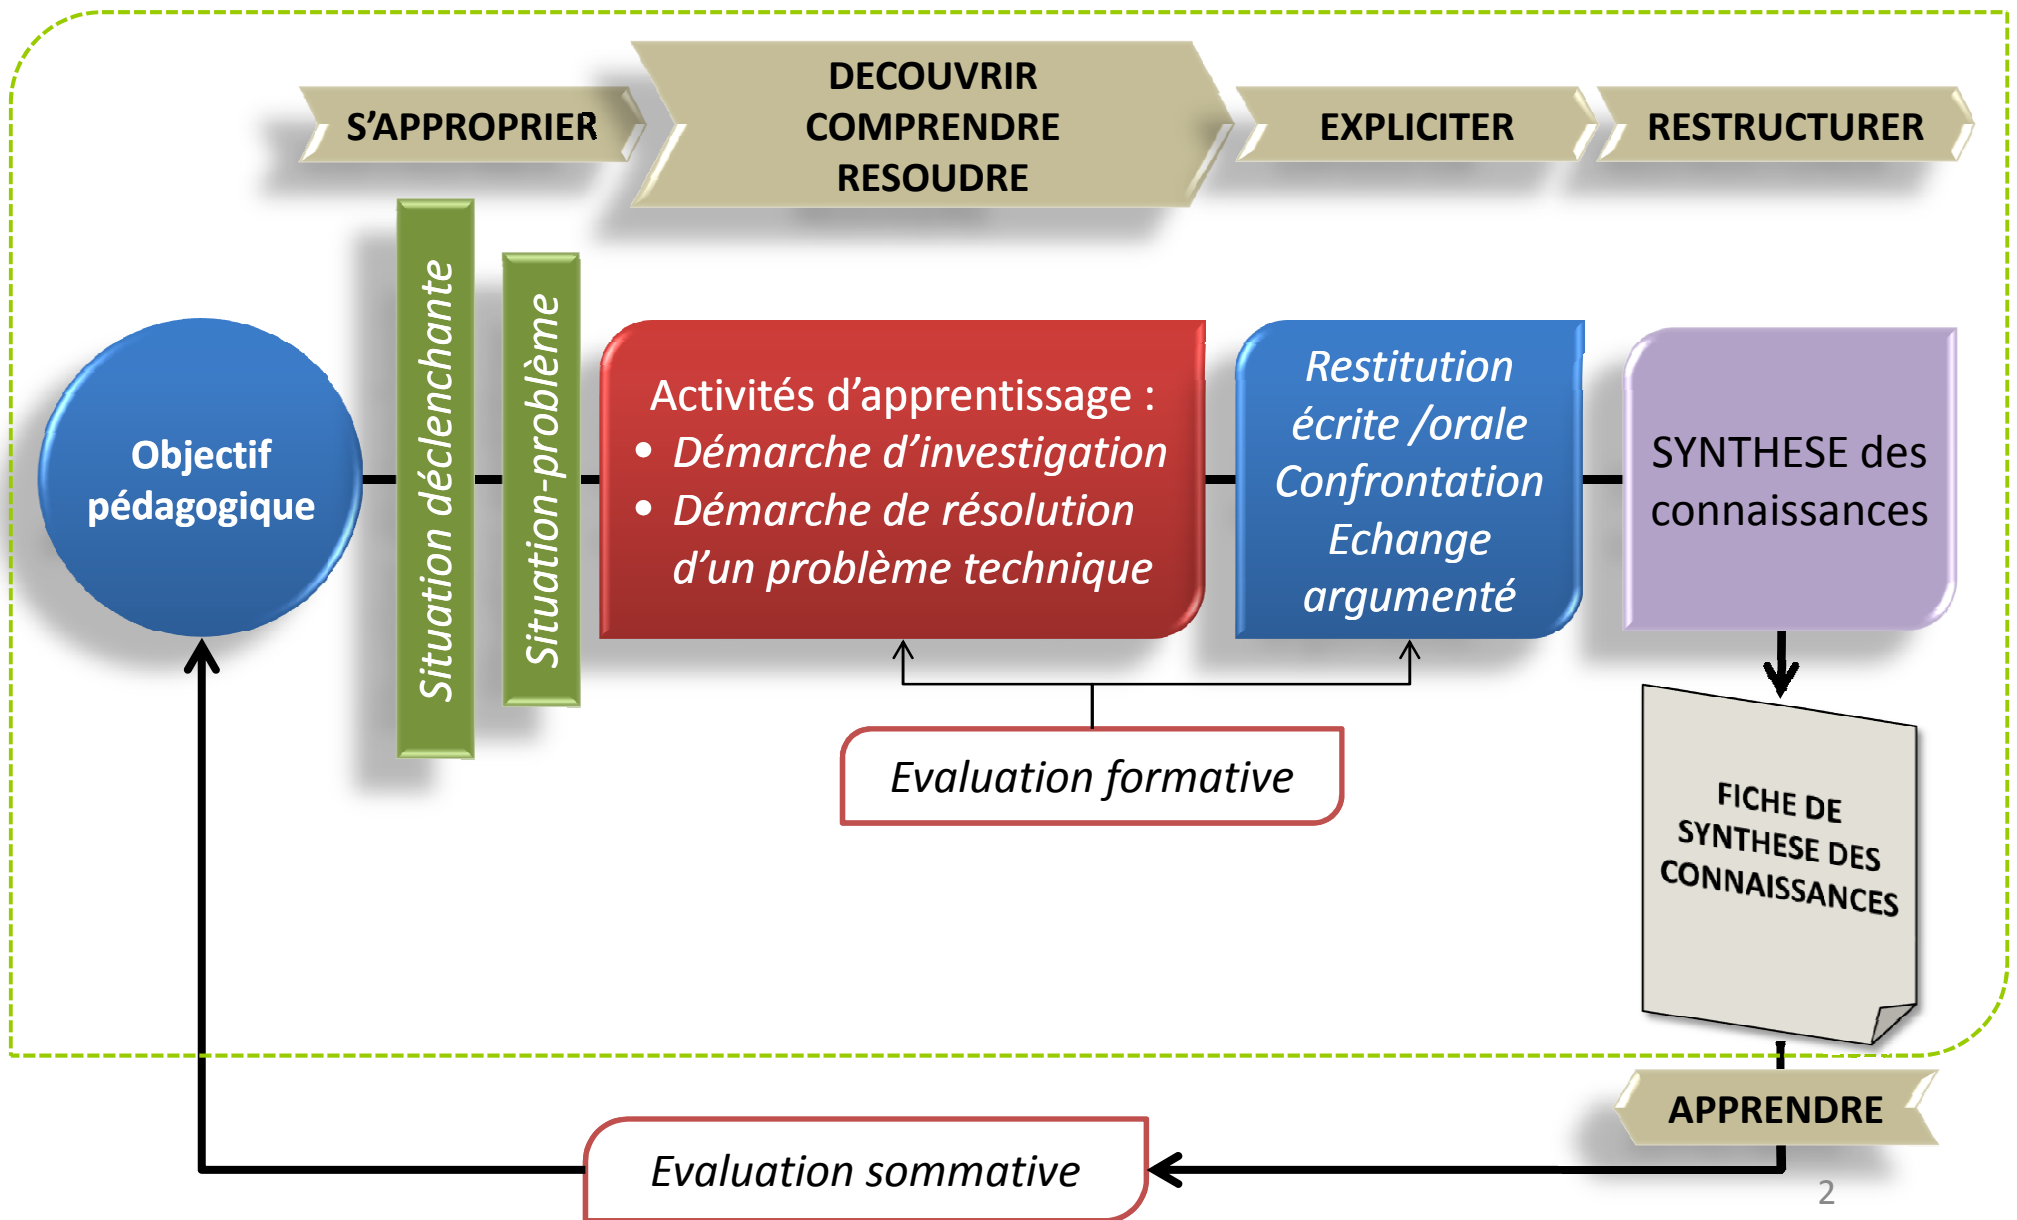 S'APPROPRIER
DECOUVRIR
COMPRENDRE
RESOUDRE
EXPLICITER
RESTRUCTURER
Objectif
pédagogique
Situation déclenchante
Situation-problème
Activités d’apprentissage :
• Démarche d’investigation
• Démarche de résolution
d’un problème technique
Restitution
écrite /orale
Confrontation
Echange
argumenté
SYNTHESE des
connaissances
Evaluation formative
FICHE DE
SYNTHESE DES
CONNAISSANCES
APPRENDRE
Evaluation sommative
2